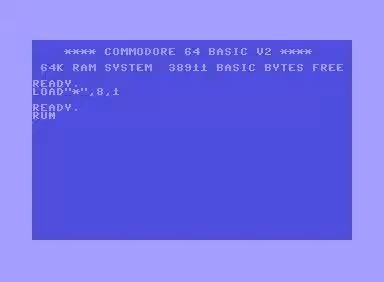 **** COMMODORE 64 BASIC V2 ****
64K RAM SYSTEM  38911 BASIC BYTES FREE
READY.
LOAD"*",8,1
READY.
RUN